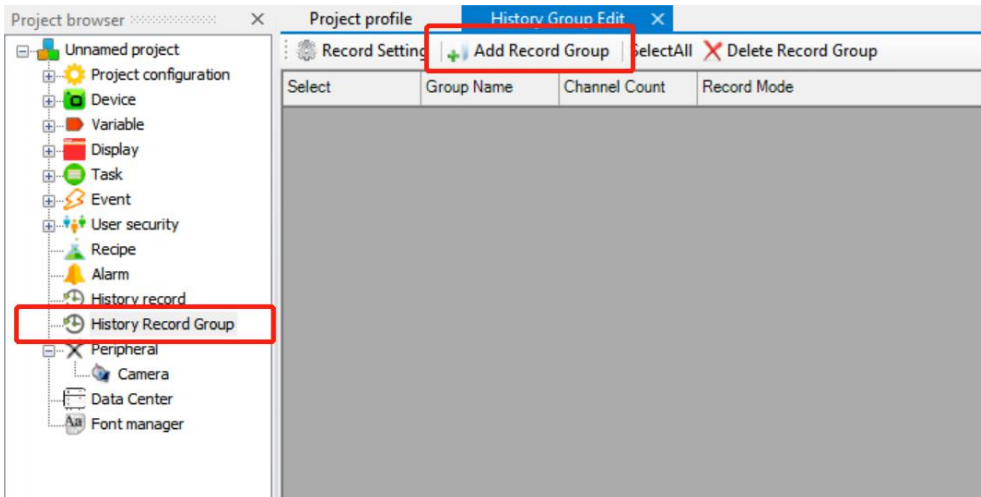 Project browser
Project profile
History Group Edit
Record Setting
Add Record Group
SelectAll
Delete Record Group
Select
Group Name
Channel Count
Record Mode
Unnamed project
Project configuration
Device
Variable
Display
Task
Event
User security
Recipe
Alarm
History record
History Record Group
Peripheral
Camera
Data Center
Aa Font manager